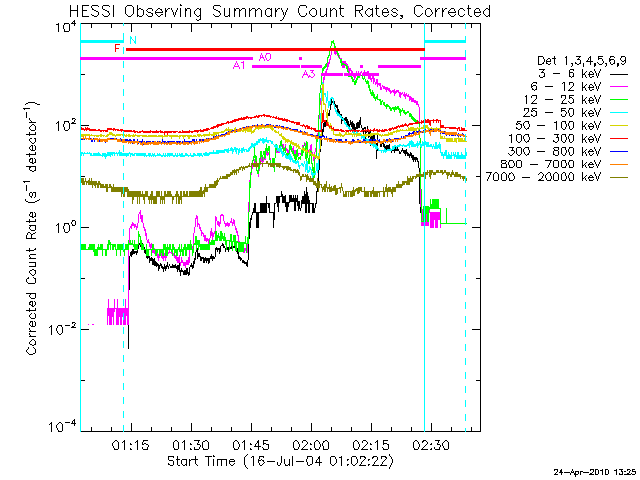 HESSI Observing Summary Count Rates, Corrected
10^4
10^2
10^0
10^-2
10^-4
Corrected Count Rate (s^-1 detector^-1)
N
F
A0
A1
A3
Det 1,3,4,5,6,9
3 - 6 keV
6 - 12 keV
12 - 25 keV
25 - 50 keV
50 - 100 keV
100 - 300 keV
300 - 800 keV
800 - 7000 keV
7000 - 20000 keV
01:15 01:30 01:45 02:00 02:15 02:30
Start Time (16-Jul-04 01:02:22)
24-Apr-2010 13:25